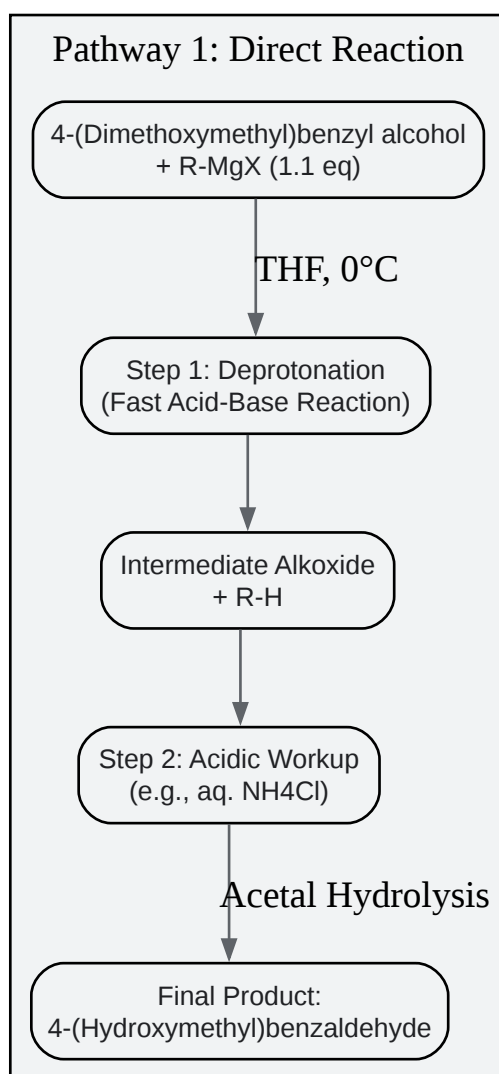 Pathway 1: Direct Reaction
4-(Dimethoxymethyl)benzyl alcohol
+ R-MgX (1.1 eq)
THF, 0°C
Step 1: Deprotonation
(Fast Acid-Base Reaction)
Intermediate Alkoxide
+ R-H
Step 2: Acidic Workup
(e.g., aq. NH4Cl)
Acetal Hydrolysis
Final Product:
4-(Hydroxymethyl)benzaldehyde